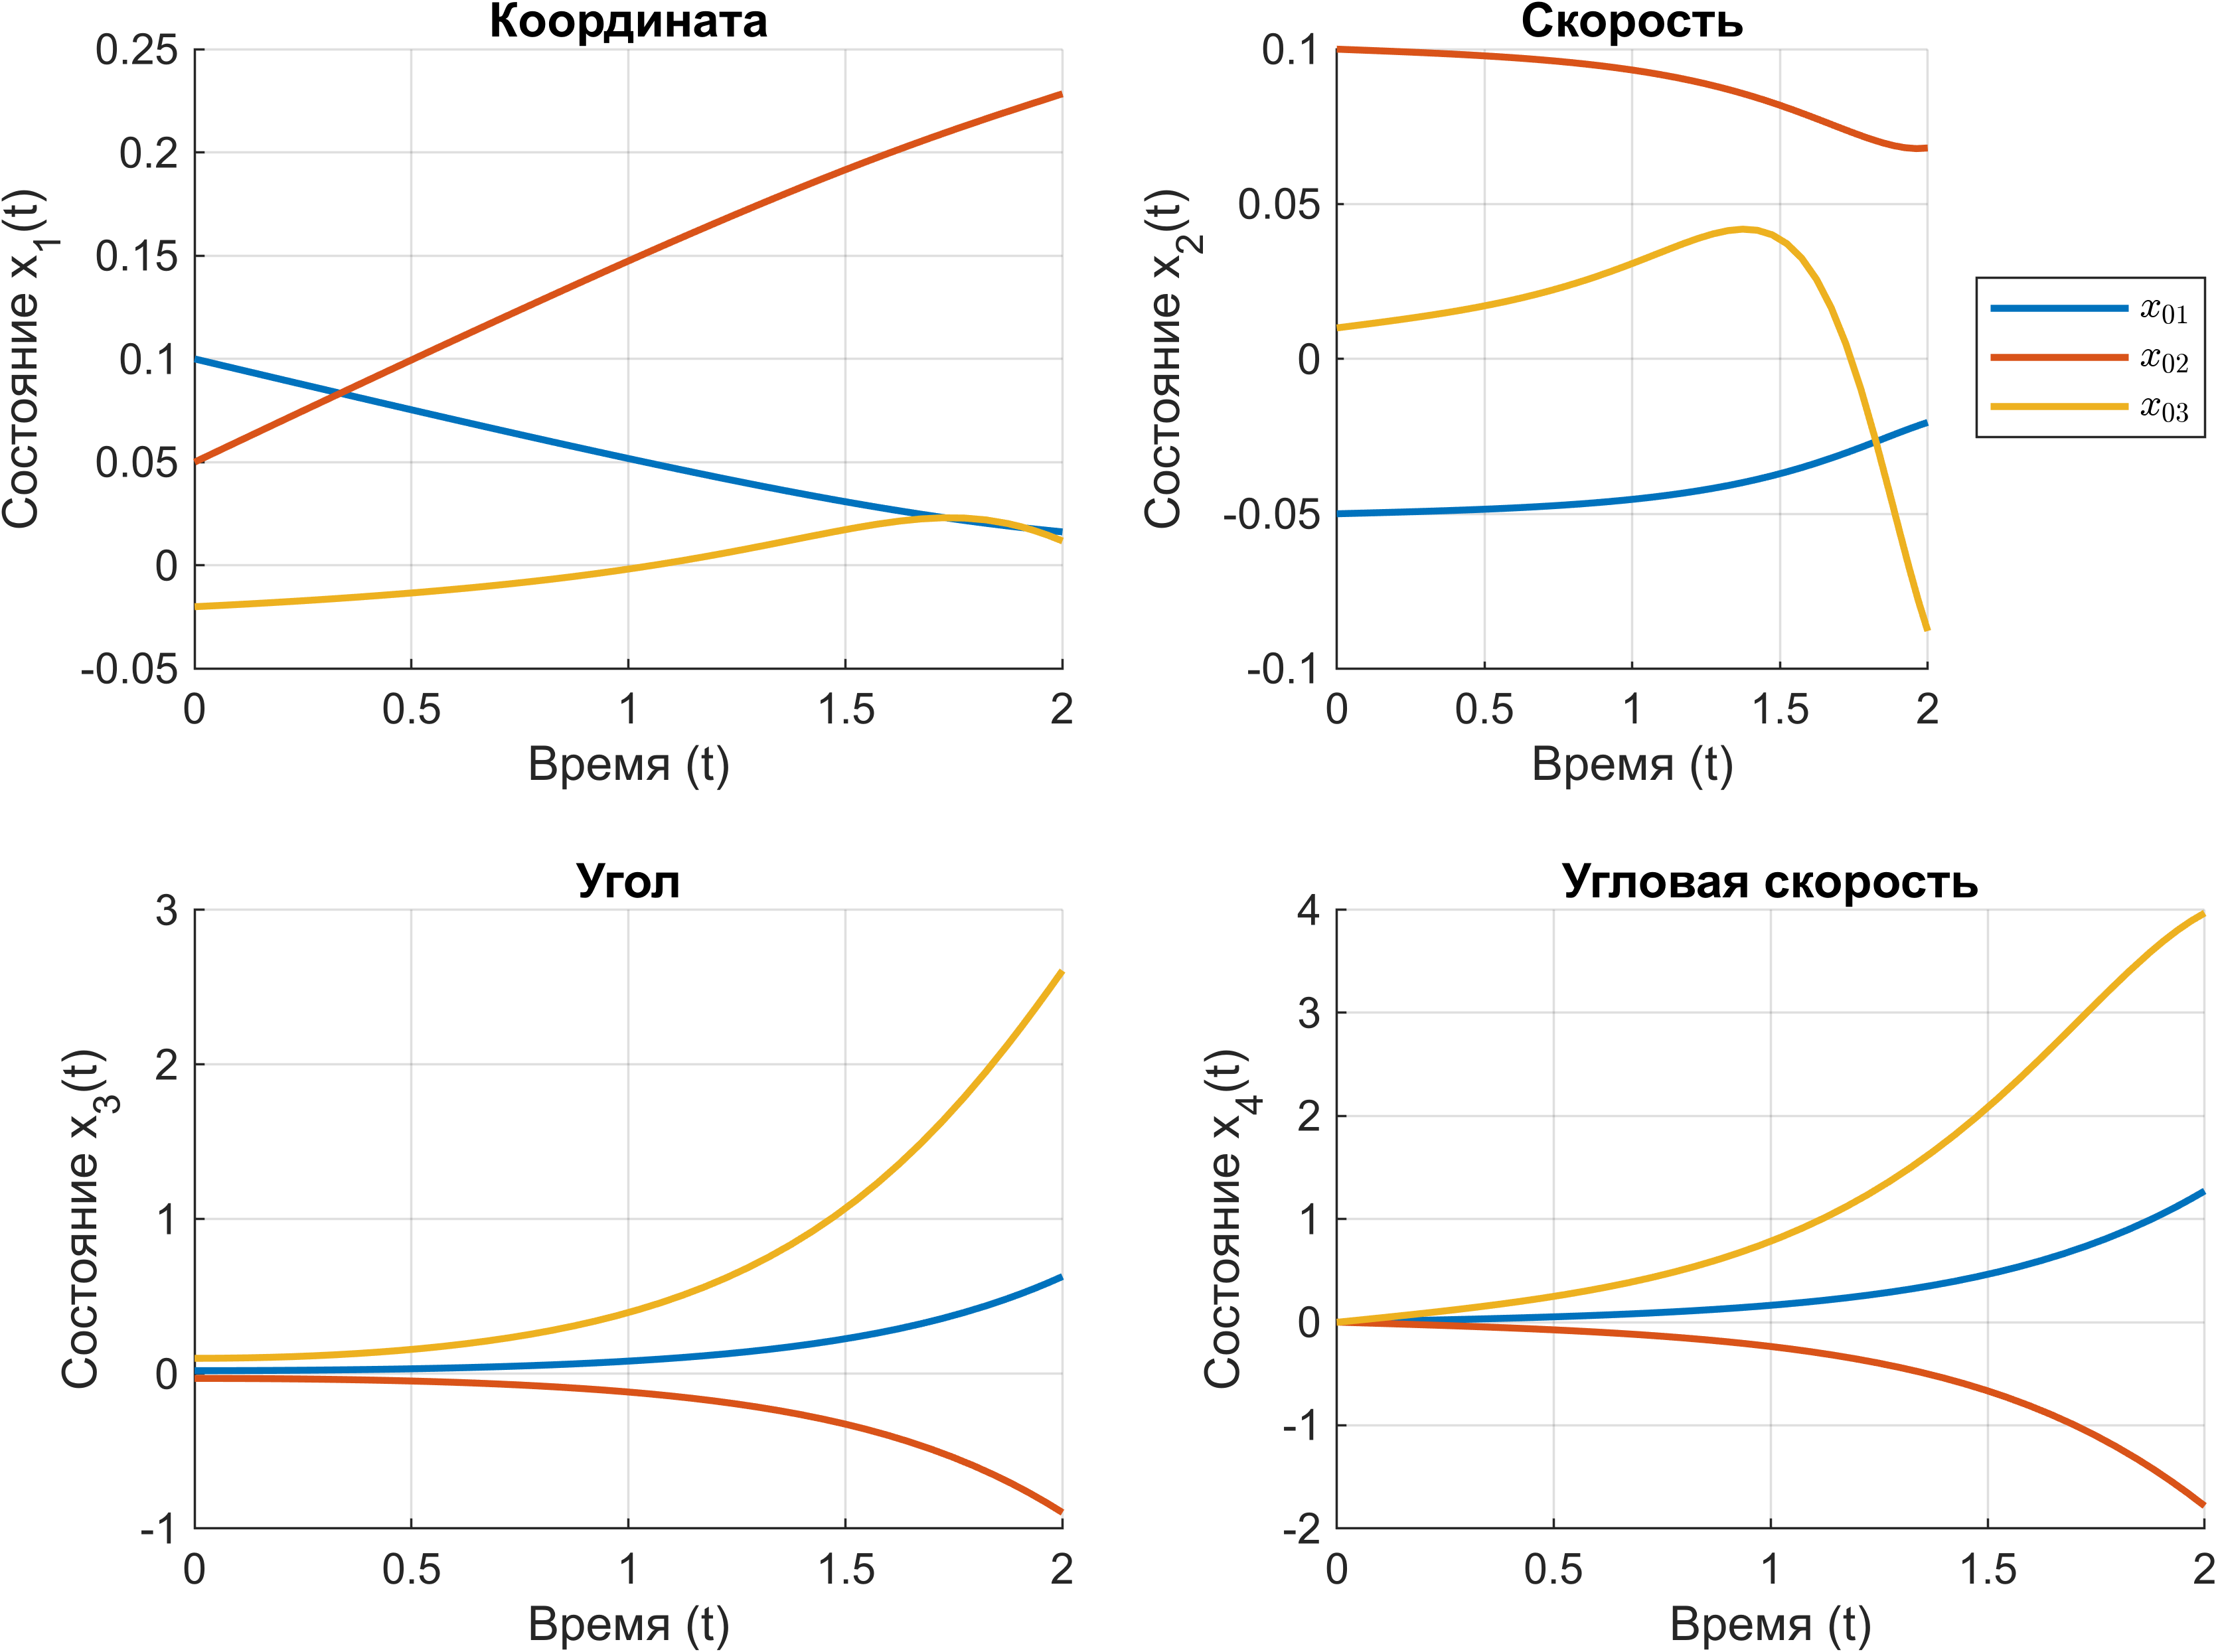 Координата
0.25
0.2
0.15
0.1
0.05
0
-0.05
Состояние x1(t)
0 0.5 1 1.5 2
Время (t)
Скорость
0.1
0.05
0
-0.05
-0.1
Состояние x2(t)
0 0.5 1 1.5 2
Время (t)
x01
x02
x03
Угол
3
2
1
0
-1
Состояние x3(t)
0 0.5 1 1.5 2
Время (t)
Угловая скорость
4
3
2
1
0
-1
-2
Состояние x4(t)
0 0.5 1 1.5 2
Время (t)